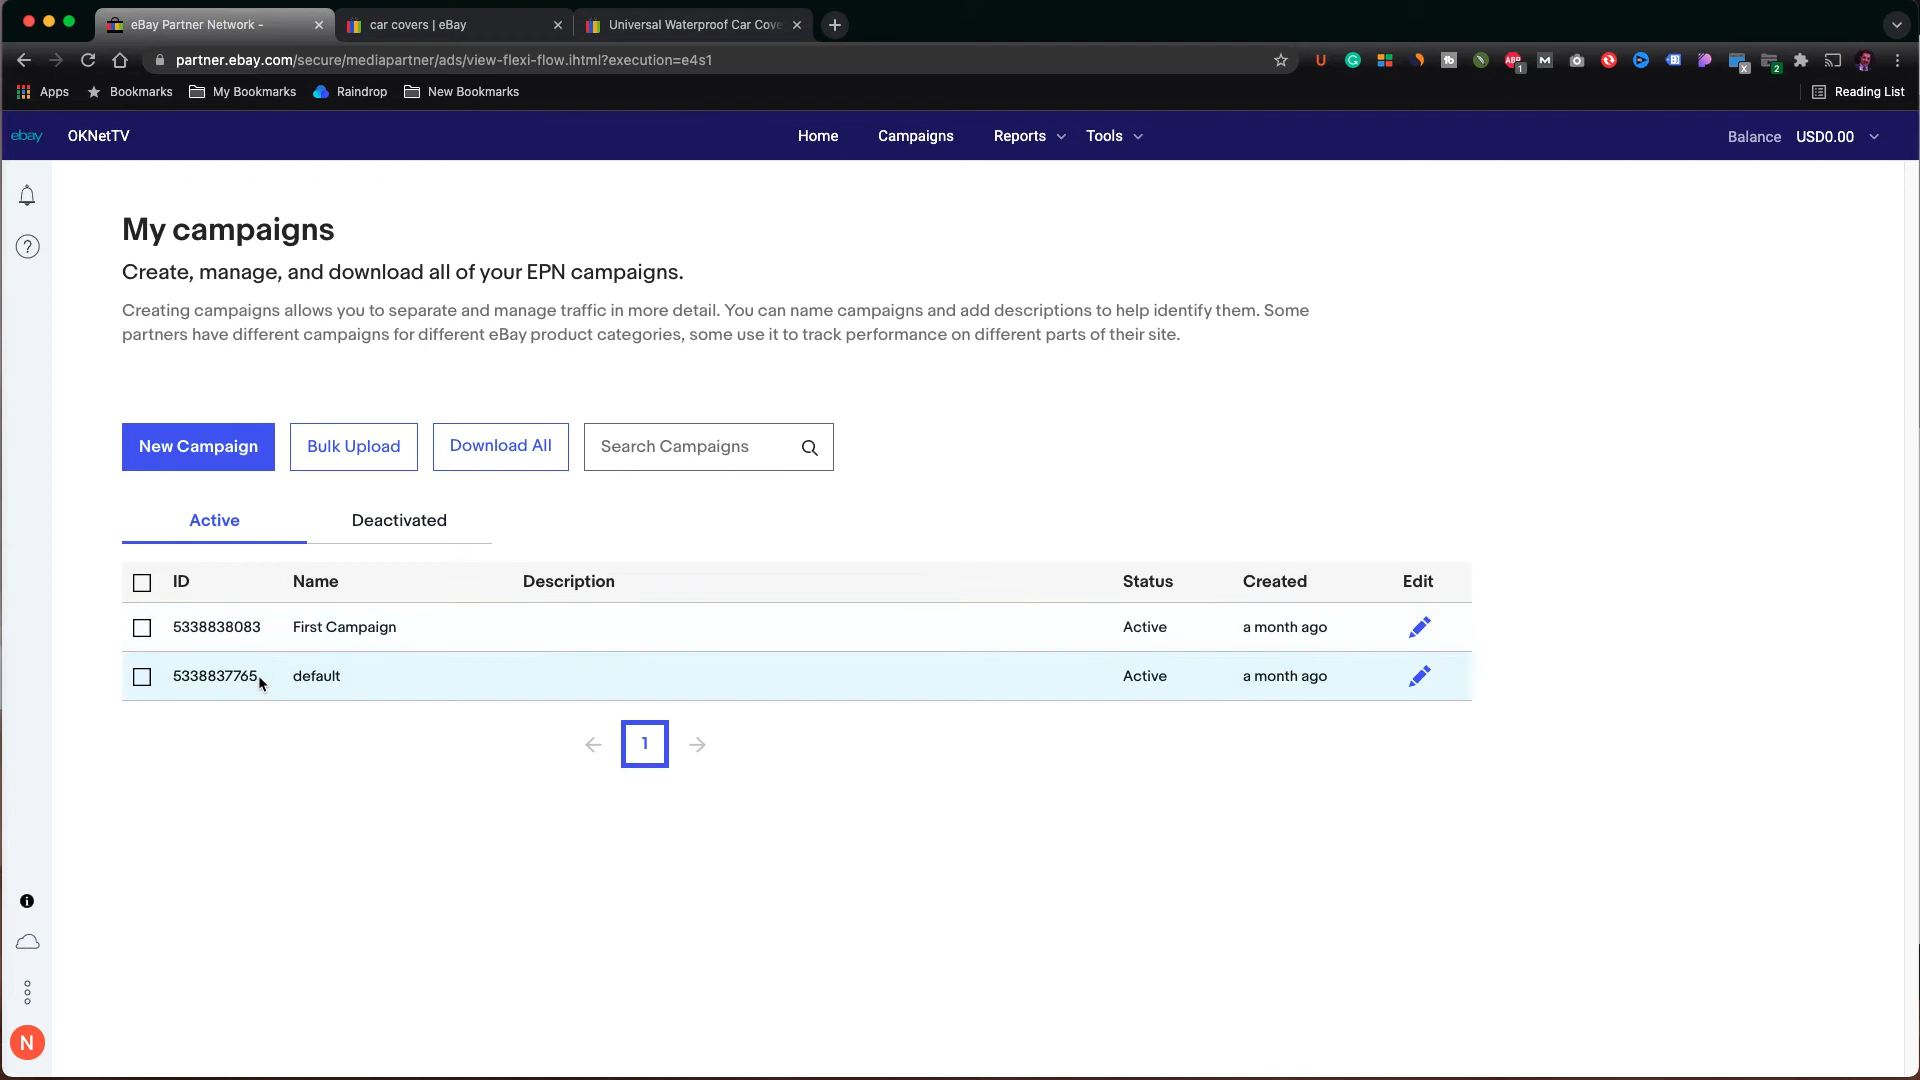 eBay Partner Network -
car covers | eBay
Universal Waterproof Car Cove
partner.ebay.com/secure/mediapartner/ads/view-flexi-flow.ihtml?execution=e4s1
Apps
Bookmarks
My Bookmarks
Raindrop
New Bookmarks
Reading List
ebay
OKNetTV
Home
Campaigns
Reports
Tools
Balance USD0.00
My campaigns
Create, manage, and download all of your EPN campaigns.
Creating campaigns allows you to separate and manage traffic in more detail. You can name campaigns and add descriptions to help identify them. Some
partners have different campaigns for different eBay product categories, some use it to track performance on different parts of their site.
New Campaign
Bulk Upload
Download All
Search Campaigns
Active
Deactivated
ID Name Description Status Created Edit
5338838083 First Campaign Active a month ago
5338837765 default Active a month ago
1
N